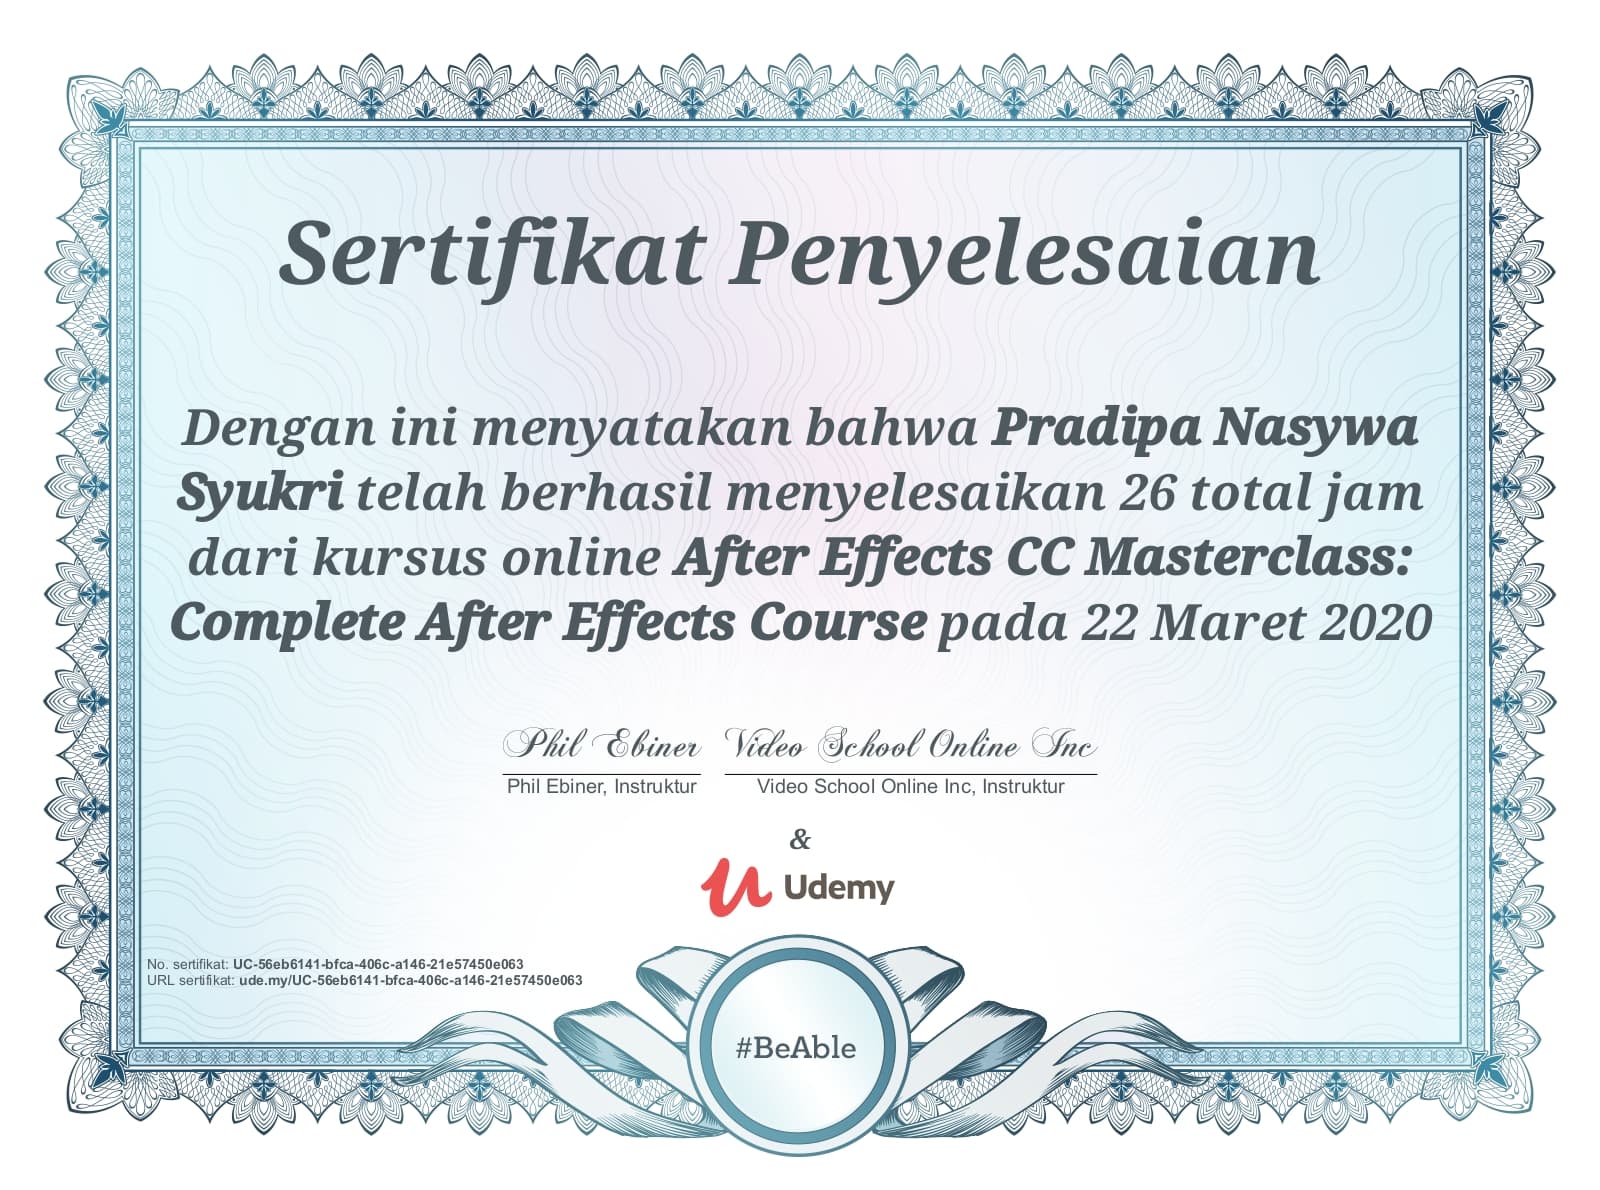 Sertifikat Penyelesaian
Dengan ini menyatakan bahwa Pradipa Nasywa
Syukri telah berhasil menyelesaikan 26 total jam
dari kursus online After Effects CC Masterclass:
Complete After Effects Course pada 22 Maret 2020
Phil Ebiner Video School Online Inc
Phil Ebiner, Instruktur Video School Online Inc, Instruktur
&
Udemy
No. sertifikat: UC-56eb6141-bfca-406c-a146-21e57450e063
URL sertifikat: ude.my/UC-56eb6141-bfca-406c-a146-21e57450e063
#BeAble